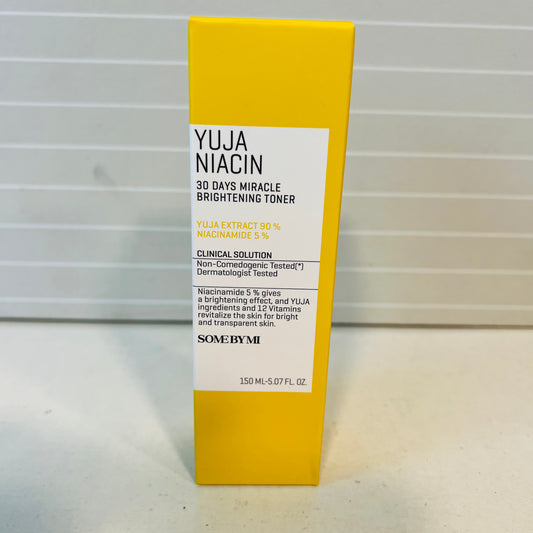 YUJA
NIACIN
30 DAYS MIRACLE
BRIGHTENING TONER
YUJA EXTRACT 90 %
NIACINAMIDE 5 %
CLINICAL SOLUTION
Non-Comedogenic Tested(*)
Dermatologist Tested
Niacinamide 5 % gives
a brightening effect, and YUJA
ingredients and 12 Vitamins
revitalize the skin for bright
and transparent skin.
SOME BY MI
150 ML-5.07 FL. OZ.